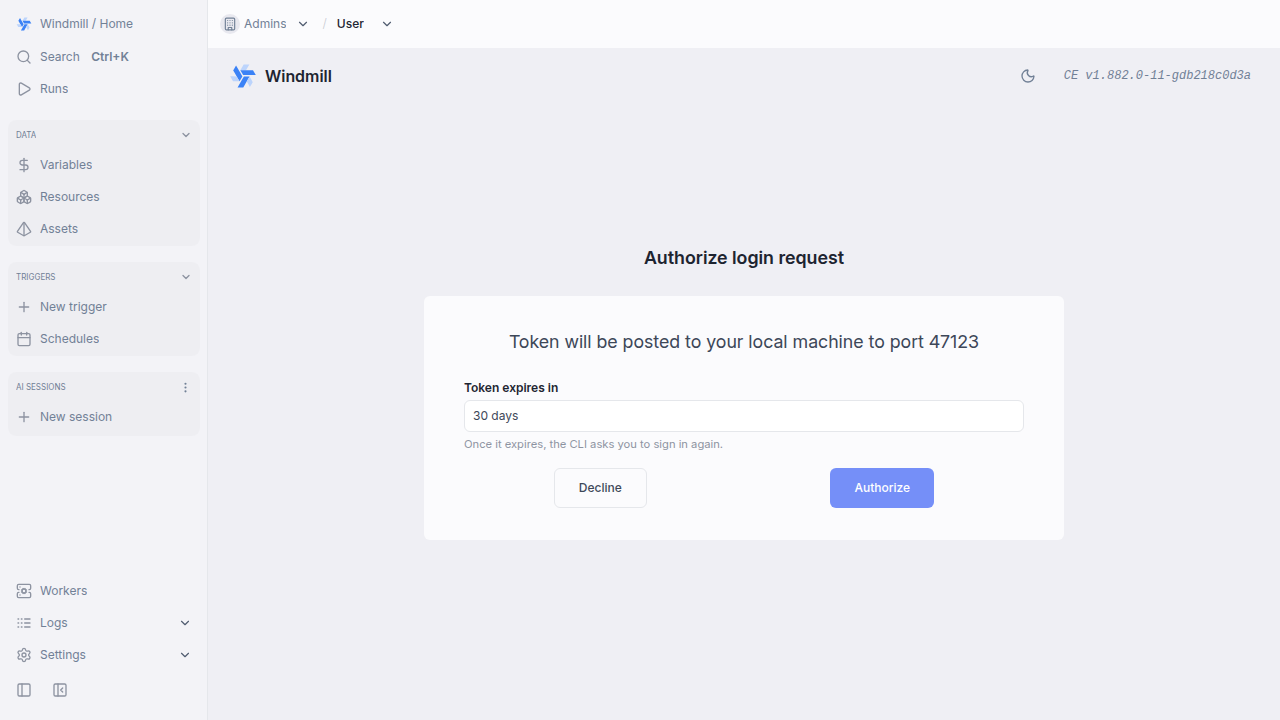 Windmill / Home
Search Ctrl+K
Runs
DATA
Variables
Resources
Assets
TRIGGERS
New trigger
Schedules
AI SESSIONS
New session
Workers
Logs
Settings
Admins / User
Windmill
CE v1.882.0-11-gdb218c0d3a
Authorize login request
Token will be posted to your local machine to port 47123
Token expires in
30 days
Once it expires, the CLI asks you to sign in again.
Decline
Authorize